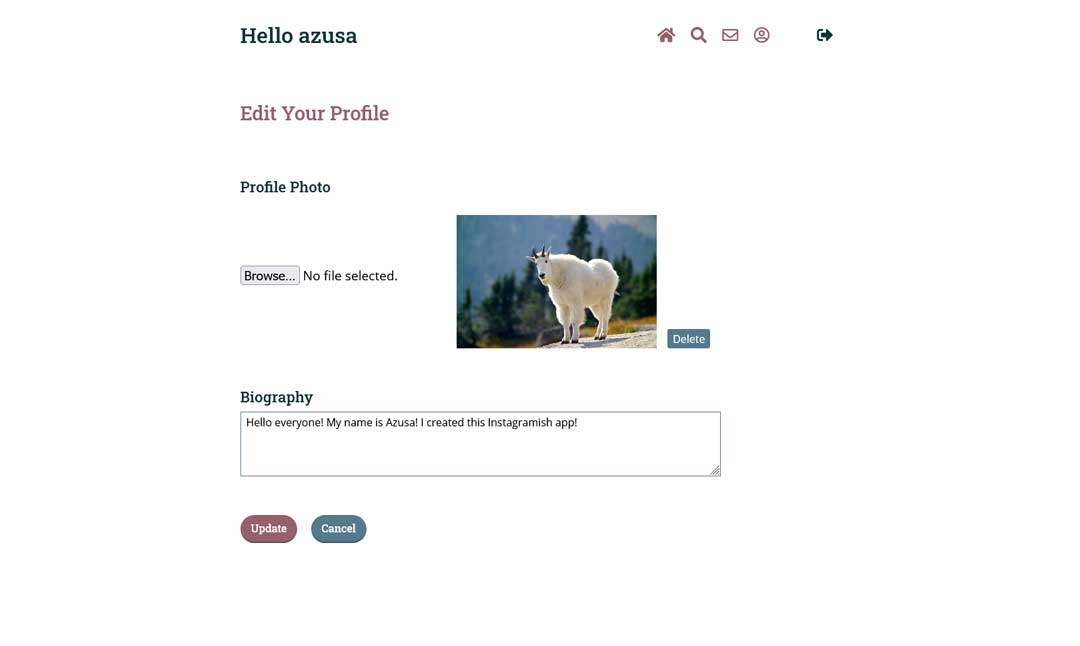 Hello azusa
Edit Your Profile
Profile Photo
Browse... No file selected.
Delete
Biography
Hello everyone! My name is Azusa! I created this Instagramish app!
Update Cancel